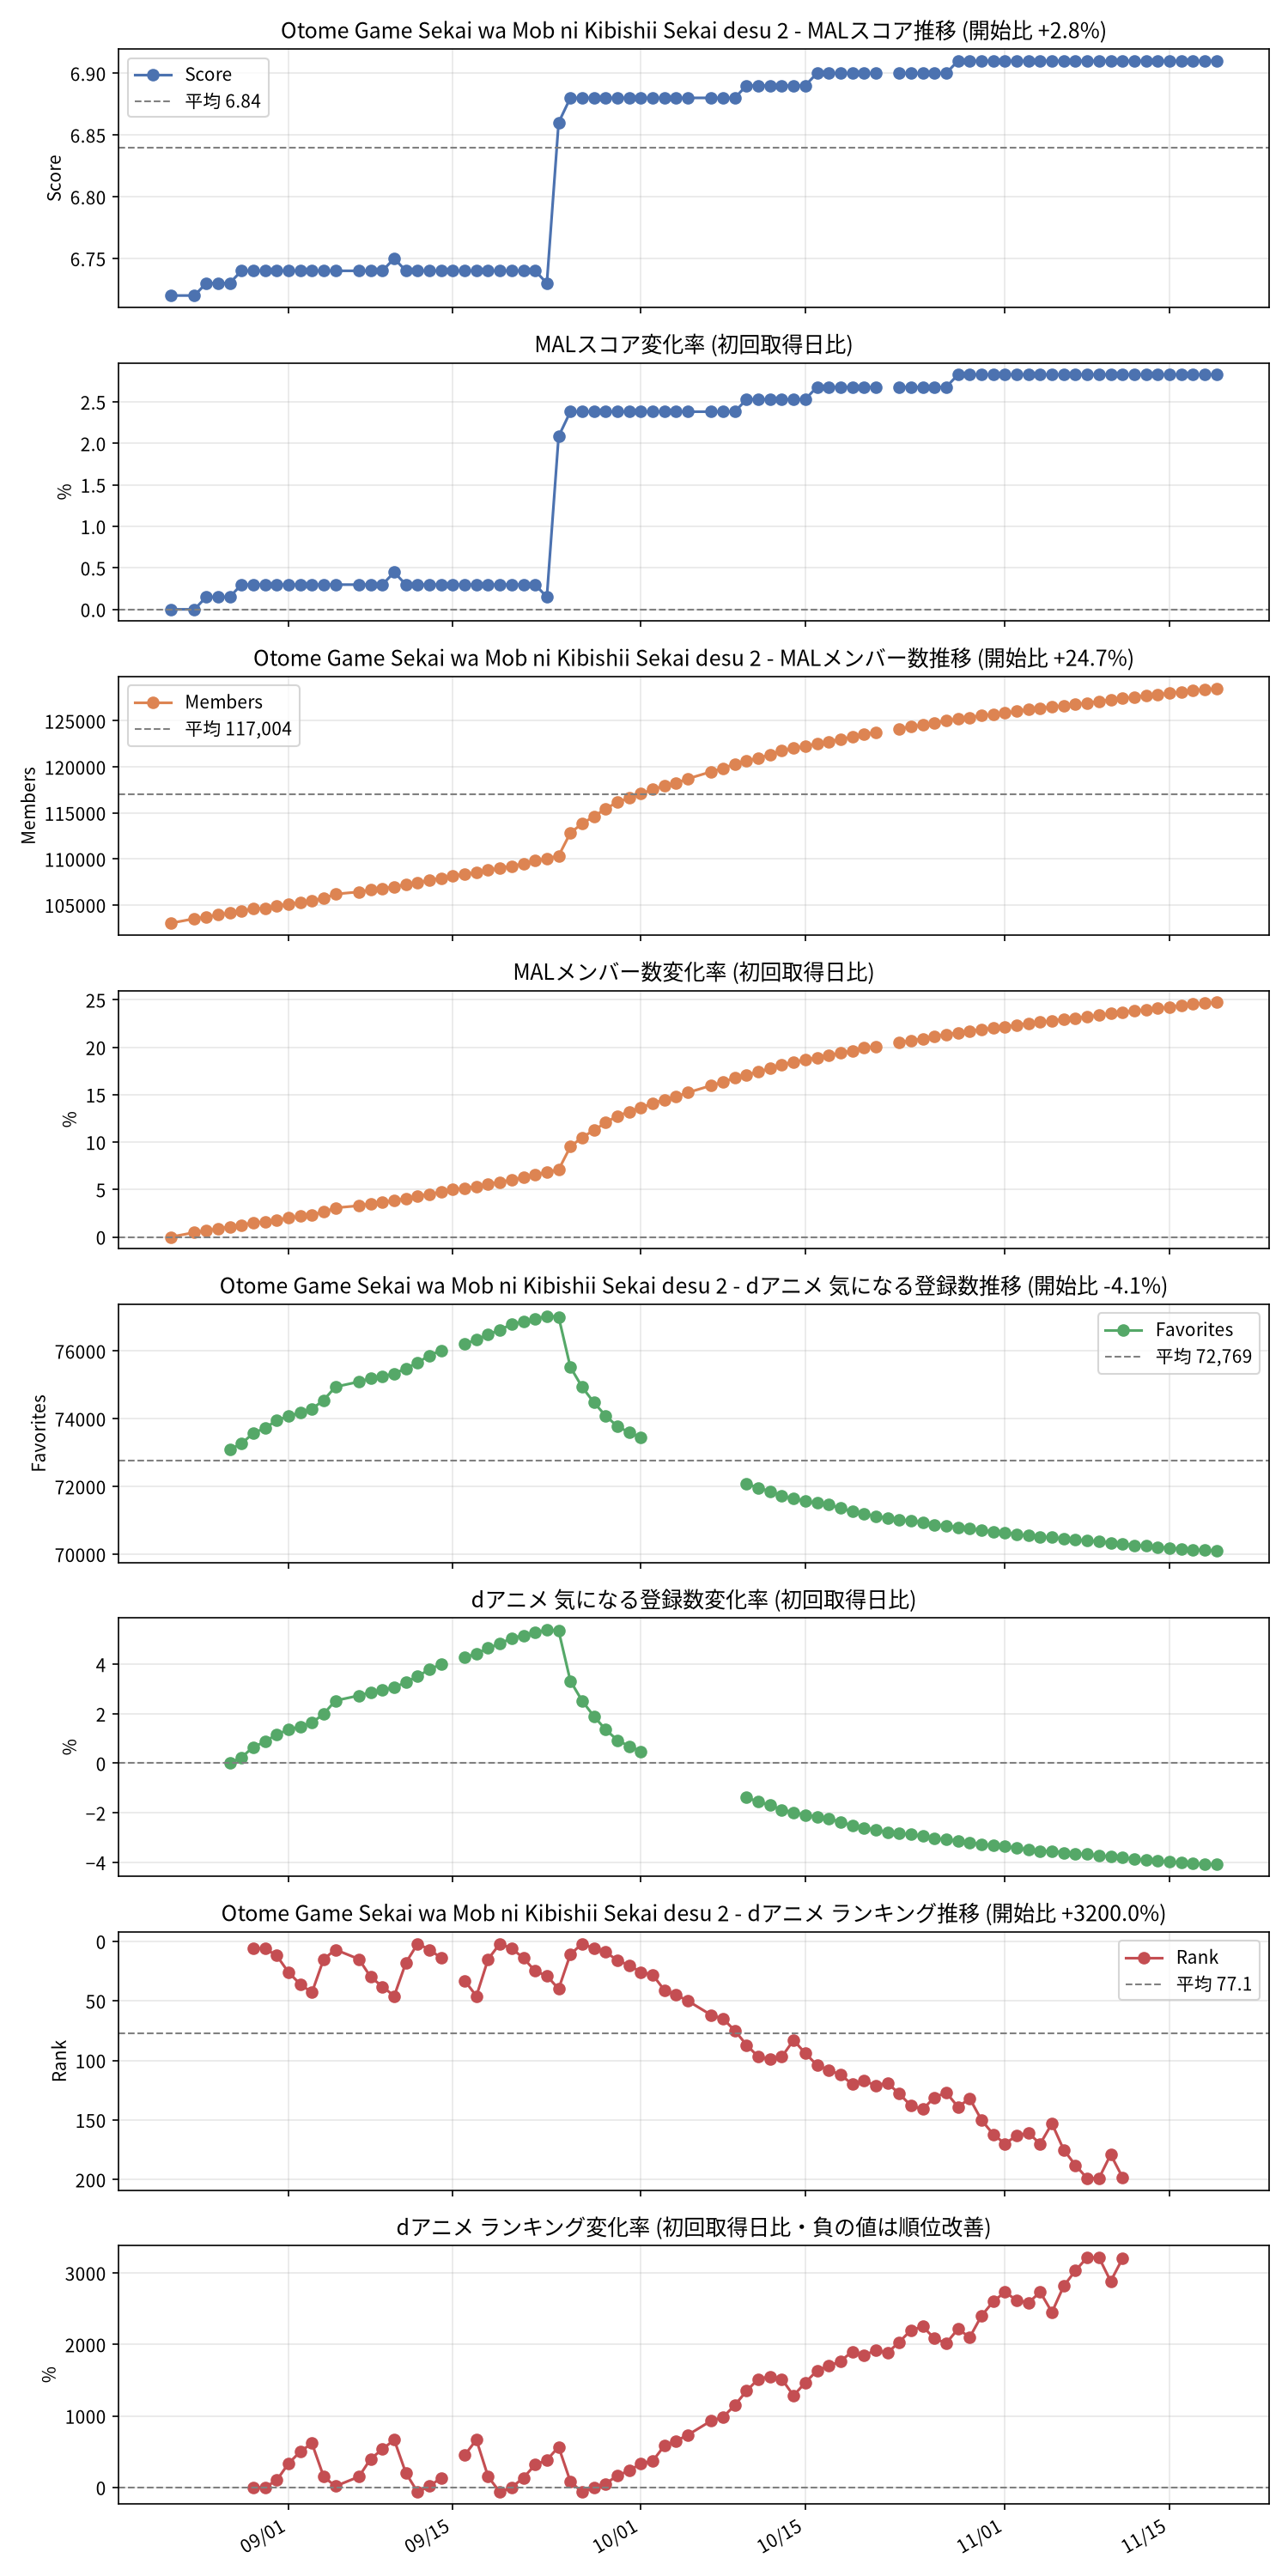 Otome Game Sekai wa Mob ni Kibishii Sekai desu 2 - MALスコア推移 (開始比 +2.8%)
Score
平均 6.84
Score
6.90
6.85
6.80
6.75
MALスコア変化率 (初回取得日比)
%
2.5
2.0
1.5
1.0
0.5
0.0
Otome Game Sekai wa Mob ni Kibishii Sekai desu 2 - MALメンバー数推移 (開始比 +24.7%)
Members
平均 117,004
Members
125000
120000
115000
110000
105000
MALメンバー数変化率 (初回取得日比)
%
25
20
15
10
5
0
Otome Game Sekai wa Mob ni Kibishii Sekai desu 2 - dアニメ 気になる登録数推移 (開始比 -4.1%)
Favorites
平均 72,769
Favorites
76000
74000
72000
70000
dアニメ 気になる登録数変化率 (初回取得日比)
%
4
2
0
−2
−4
Otome Game Sekai wa Mob ni Kibishii Sekai desu 2 - dアニメ ランキング推移 (開始比 +3200.0%)
Rank
平均 77.1
Rank
0
50
100
150
200
dアニメ ランキング変化率 (初回取得日比・負の値は順位改善)
%
3000
2000
1000
0
09/01
09/15
10/01
10/15
11/01
11/15